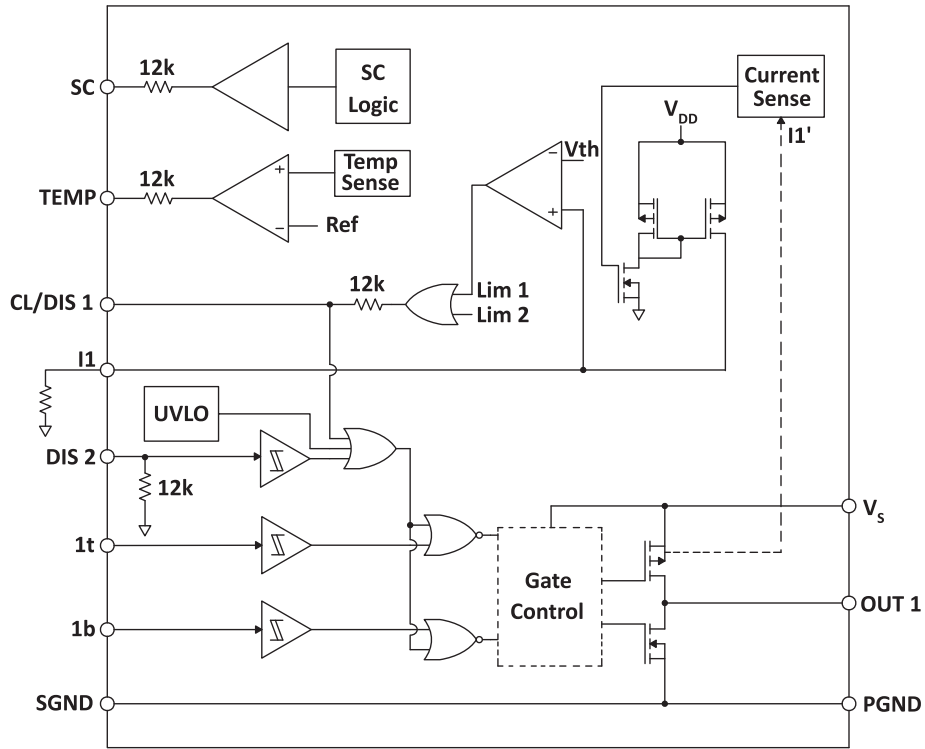 SC
12k
SC
Logic
Current
Sense
VDD
I1'
TEMP
12k
Temp
Sense
Ref
Vth
CL/DIS 1
12k
Lim 1
Lim 2
I1
UVLO
DIS 2
12k
1t
1b
Gate
Control
VS
OUT 1
SGND
PGND